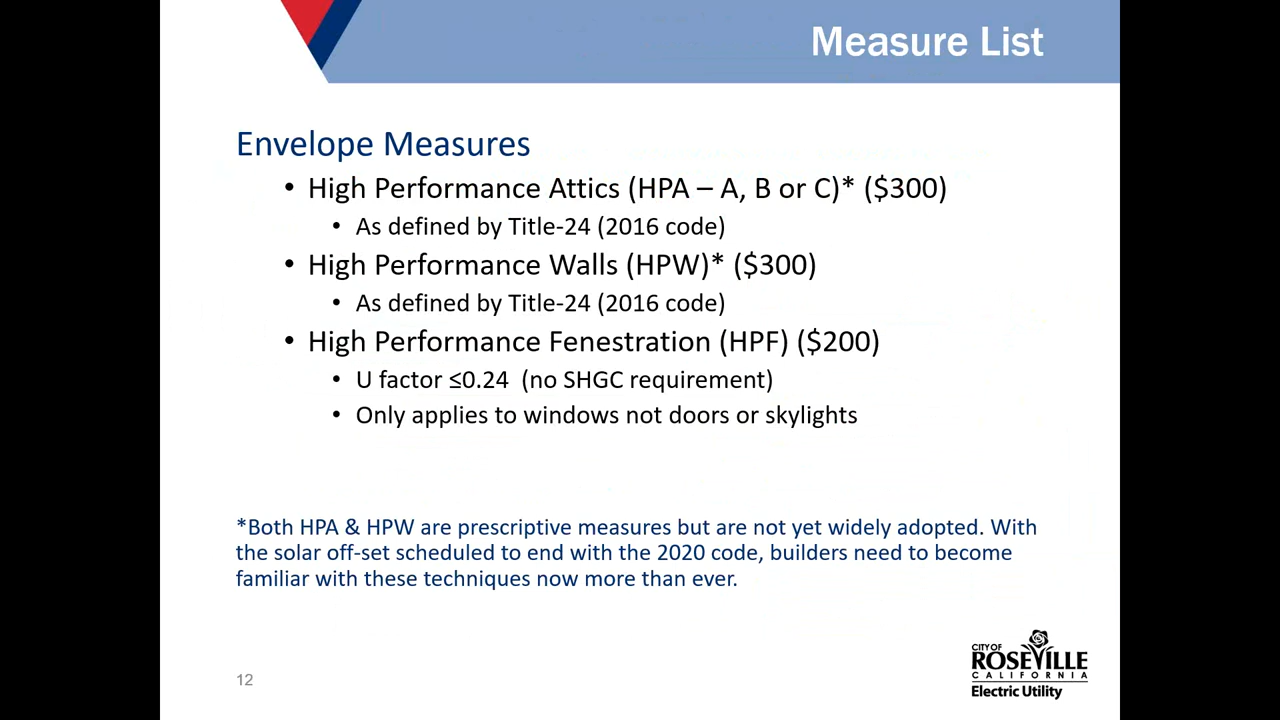 Measure List
Envelope Measures
• High Performance Attics (HPA – A, B or C)* ($300)
• As defined by Title-24 (2016 code)
• High Performance Walls (HPW)* ($300)
• As defined by Title-24 (2016 code)
• High Performance Fenestration (HPF) ($200)
• U factor ≤0.24 (no SHGC requirement)
• Only applies to windows not doors or skylights
*Both HPA & HPW are prescriptive measures but are not yet widely adopted. With
the solar off-set scheduled to end with the 2020 code, builders need to become
familiar with these techniques now more than ever.
12
CITY OF
ROSEVILLE
CALIFORNIA
Electric Utility